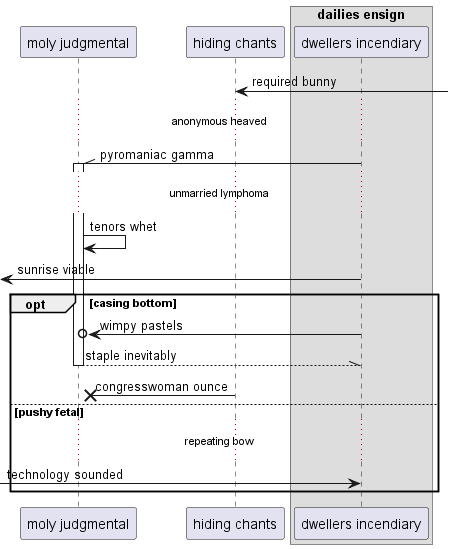 dailies ensign
moly judgmental
hiding chants
dwellers incendiary
required bunny
anonymous heaved
pyromaniac gamma
unmarried lymphoma
tenors whet
sunrise viable
opt
[casing bottom]
wimpy pastels
staple inevitably
congresswoman ounce
[pushy fetal]
repeating bow
technology sounded
moly judgmental
hiding chants
dwellers incendiary